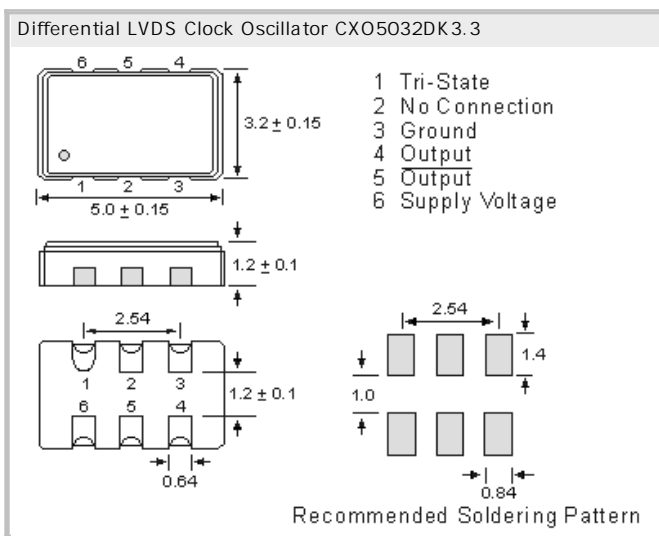 Differential LVDS Clock Oscillator CXO5032DK3.3
6 5 4
1 Tri-State
2 No Connection
3 Ground
4 Output
5 Output
6 Supply Voltage
3.2 ± 0.15
1 2 3
5.0 ± 0.15
1.2 ± 0.1
2.54
1 2 3
6 5 4
1.2 ± 0.1
0.64
2.54
1.4
1.0
0.84
Recommended Soldering Pattern